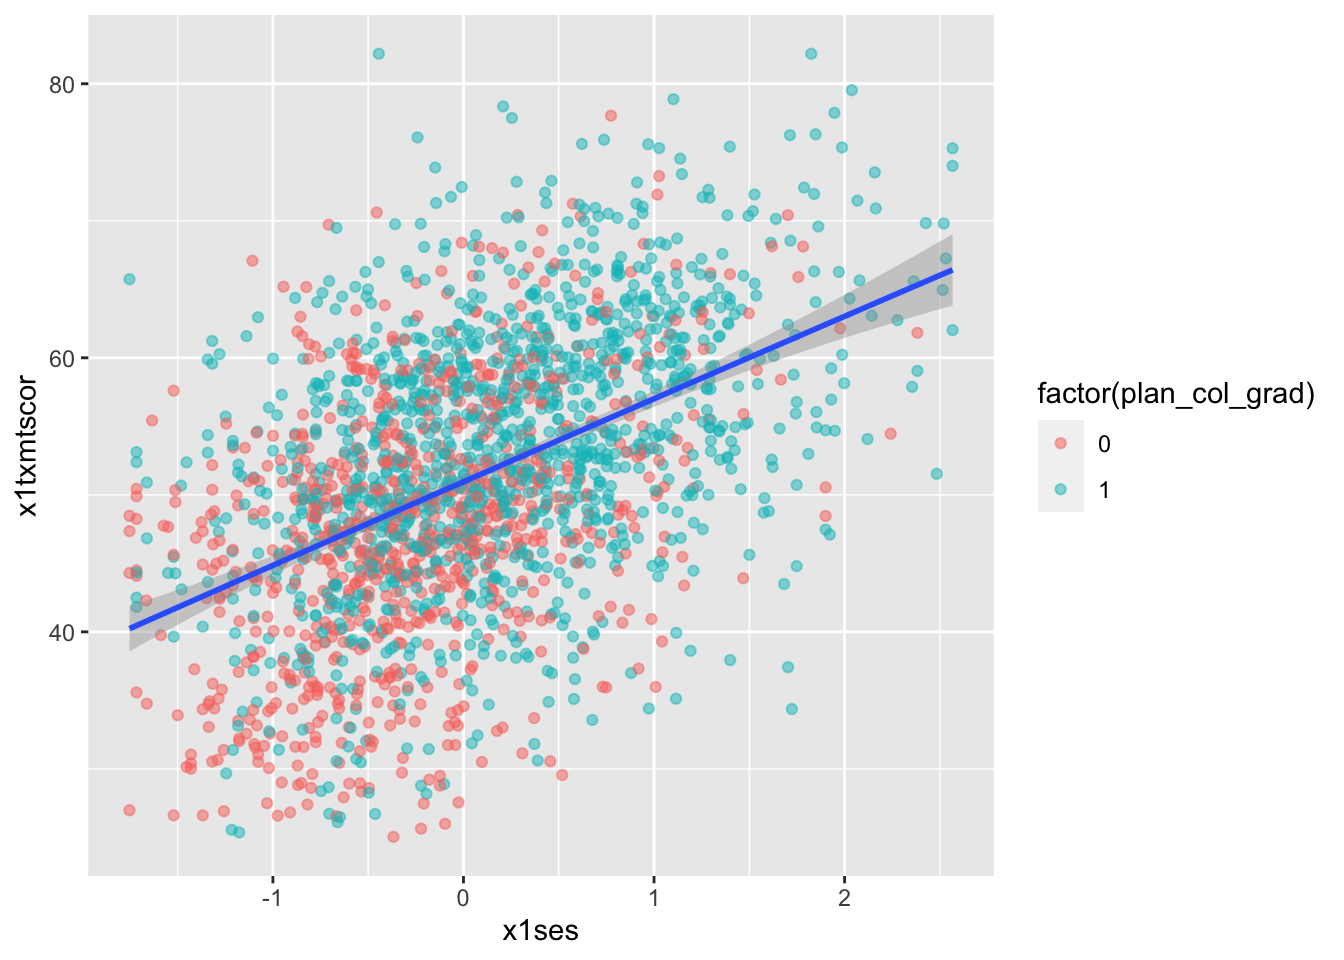 80
60
40
x1txmtscor
-1 0 1 2
x1ses
factor(plan_col_grad)
0
1